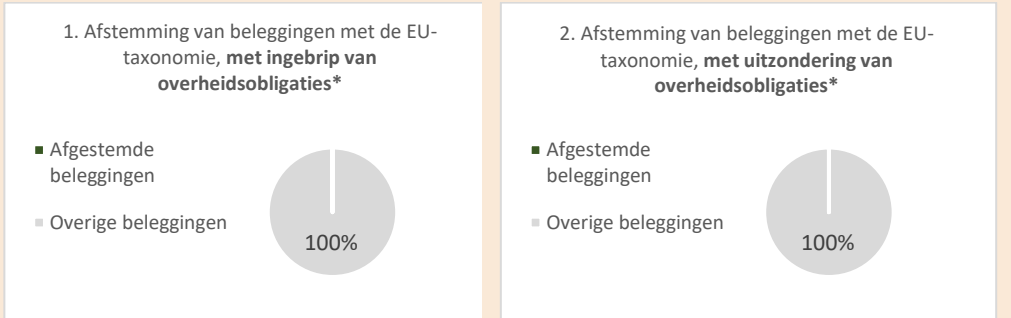 1. Afstemming van beleggingen met de EU-
taxonomie, met ingebrip van
overheidsobligaties*
Afgestemde
beleggingen
Overige beleggingen
100%
2. Afstemming van beleggingen met de EU-
taxonomie, met uitzondering van
overheidsobligaties*
Afgestemde
beleggingen
Overige beleggingen
100%